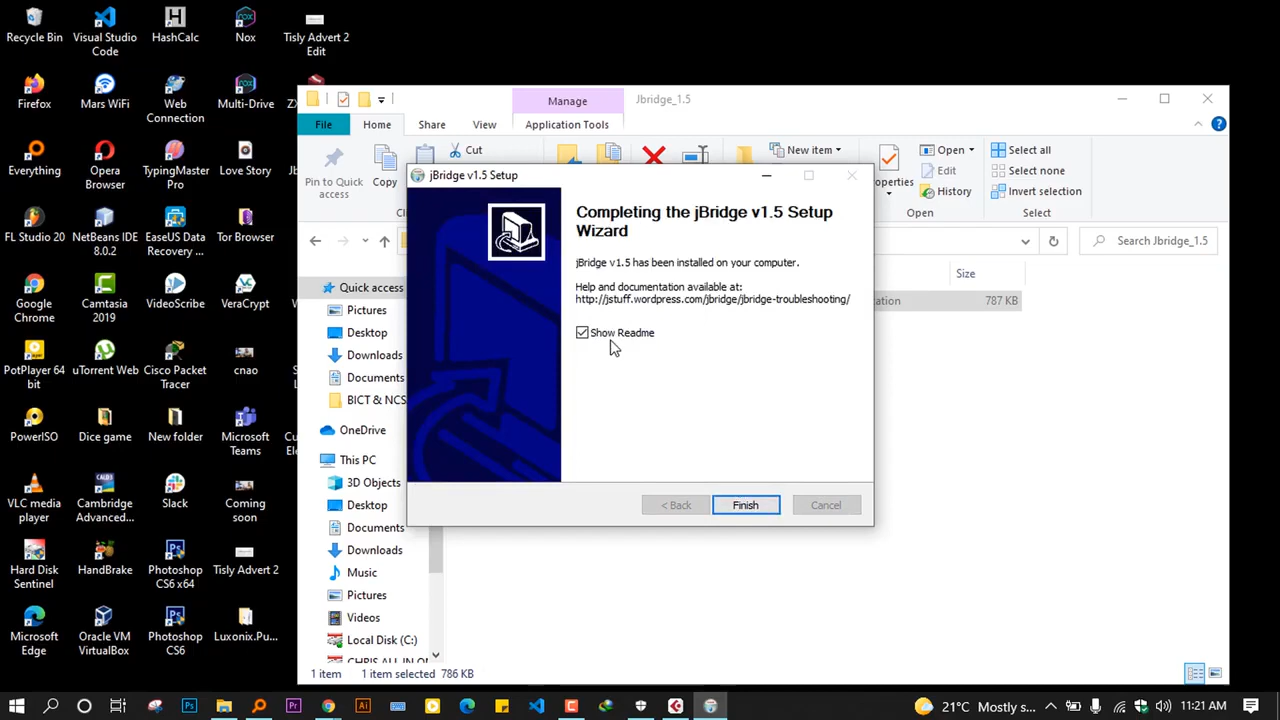 Recycle Bin
Visual Studio
Code
HashCalc
Nox
Tisly Advert 2
Edit
Firefox
Mars WiFi
Web
Connection
Multi-Drive
Everything
Opera
Browser
TypingMaster
Pro
Love Story
FL Studio 20
NetBeans IDE
8.0.2
EaseUS Data
Recovery ...
Tor Browser
Google
Chrome
Camtasia
2019
VideoScribe
VeraCrypt
PotPlayer 64
bit
uTorrent Web
Cisco Packet
Tracer
cnao
PowerISO
Dice game
New folder
Microsoft
Teams
VLC media
player
Cambridge
Advanced...
Slack
Coming
soon
Hard Disk
Sentinel
HandBrake
Photoshop
CS6 x64
Tisly Advert 2
Microsoft
Edge
Oracle VM
VirtualBox
Photoshop
CS6
Luxonix.Pu...
Manage
Jbridge_1.5
File
Home
Share
View
Application Tools
Pin to Quick
access
Copy
Cut
New item
Open
Edit
History
Open
Select all
Select none
Invert selection
Select
Search Jbridge_1.5
Size
787 KB
Quick access
Pictures
Desktop
Downloads
Documents
BICT & NCS
OneDrive
This PC
3D Objects
Desktop
Documents
Downloads
Music
Pictures
Videos
Local Disk (C:)
1 item
1 item selected 786 KB
jBridge v1.5 Setup
Completing the jBridge v1.5 Setup
Wizard
jBridge v1.5 has been installed on your computer.
Help and documentation available at:
http://jstuff.wordpress.com/jbridge/jbridge-troubleshooting/
Show Readme
< Back
Finish
Cancel
21°C Mostly s...
11:21 AM